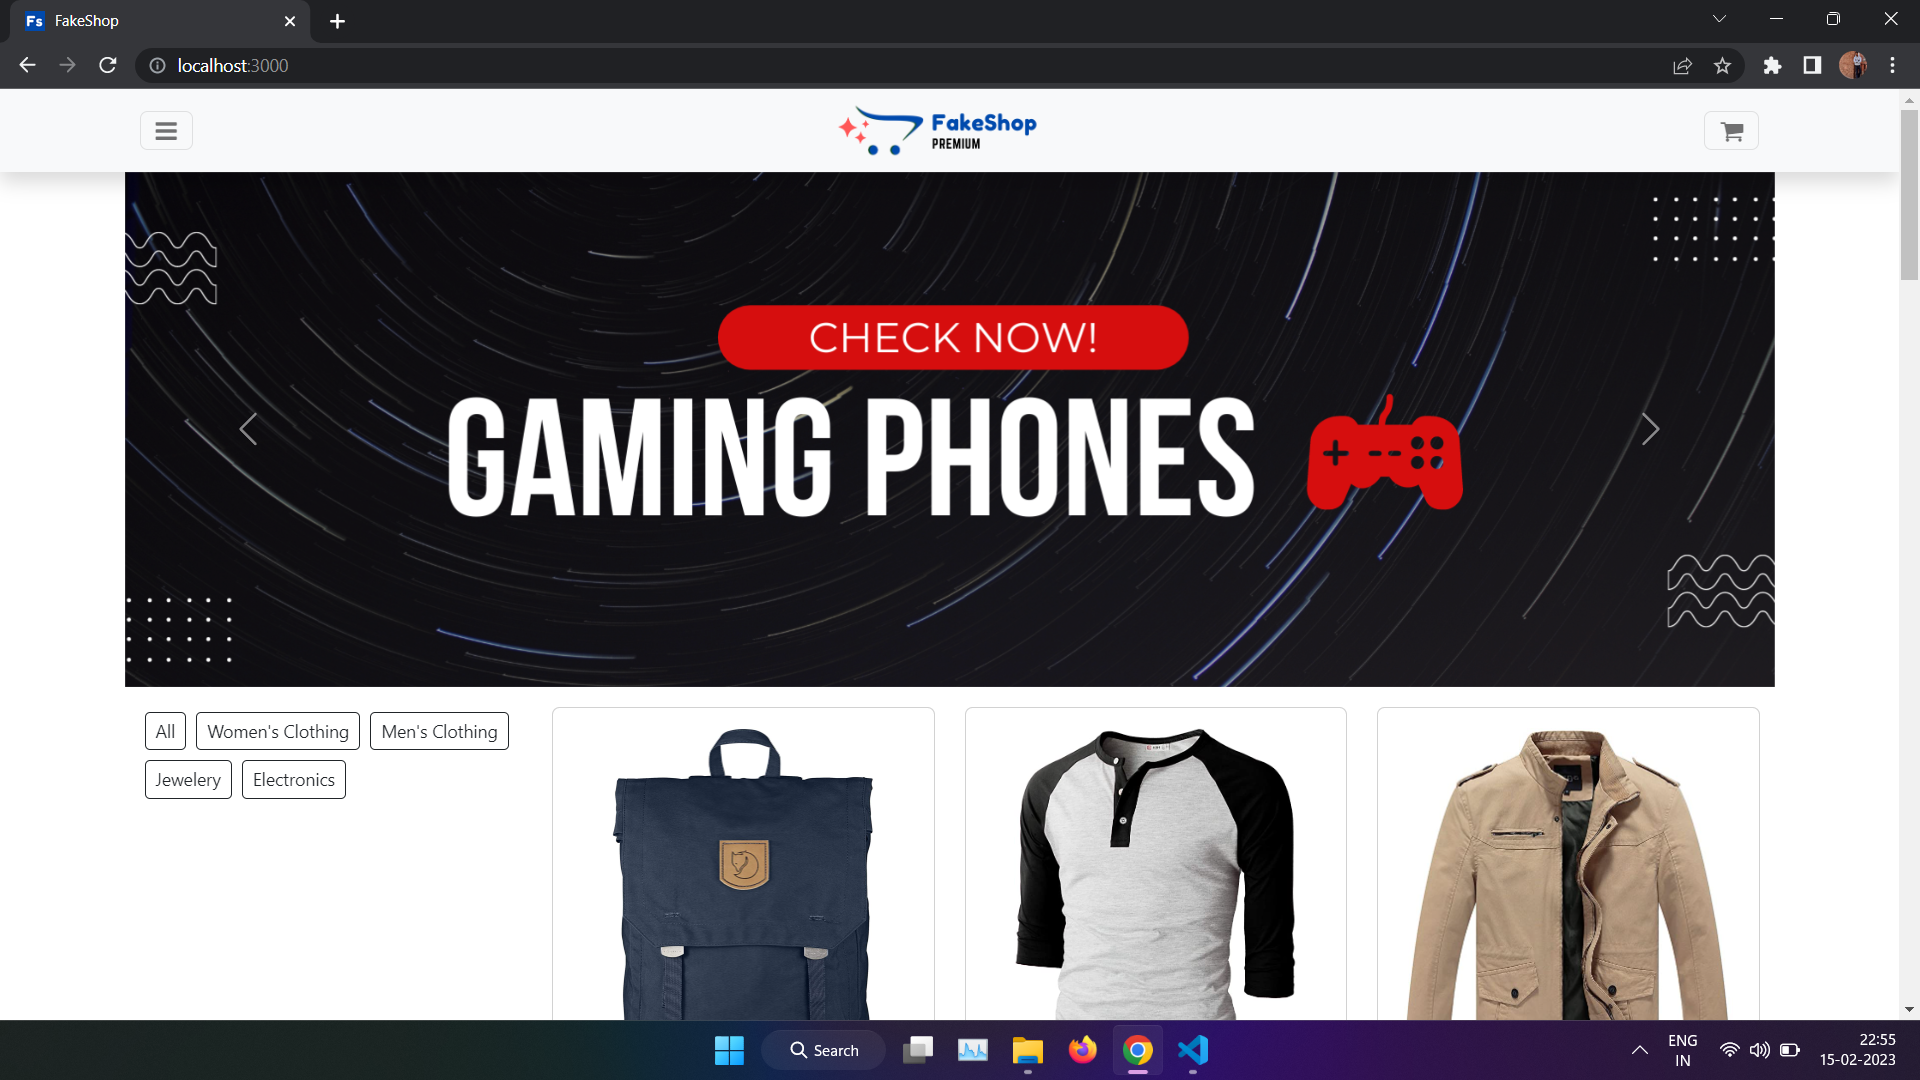 Fs FakeShop
localhost:3000
FakeShop
PREMIUM
CHECK NOW!
GAMING PHONES
All Women's Clothing Men's Clothing
Jewelery Electronics
Search
ENG
IN
22:55
15-02-2023